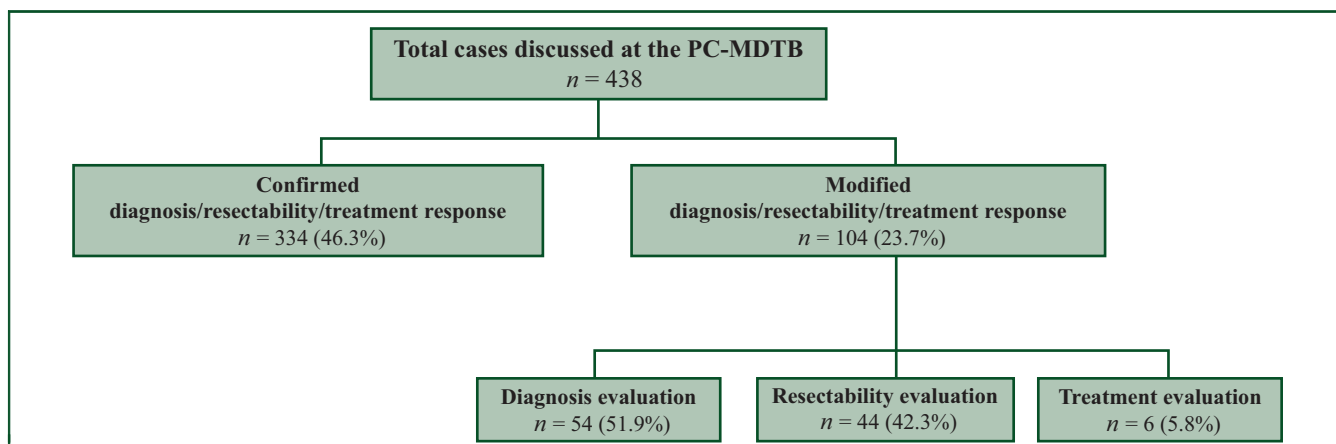 Total cases discussed at the PC-MDTB
n = 438
Confirmed
diagnosis/resectability/treatment response
n = 334 (46.3%)
Modified
diagnosis/resectability/treatment response
n = 104 (23.7%)
Diagnosis evaluation
n = 54 (51.9%)
Resectability evaluation
n = 44 (42.3%)
Treatment evaluation
n = 6 (5.8%)